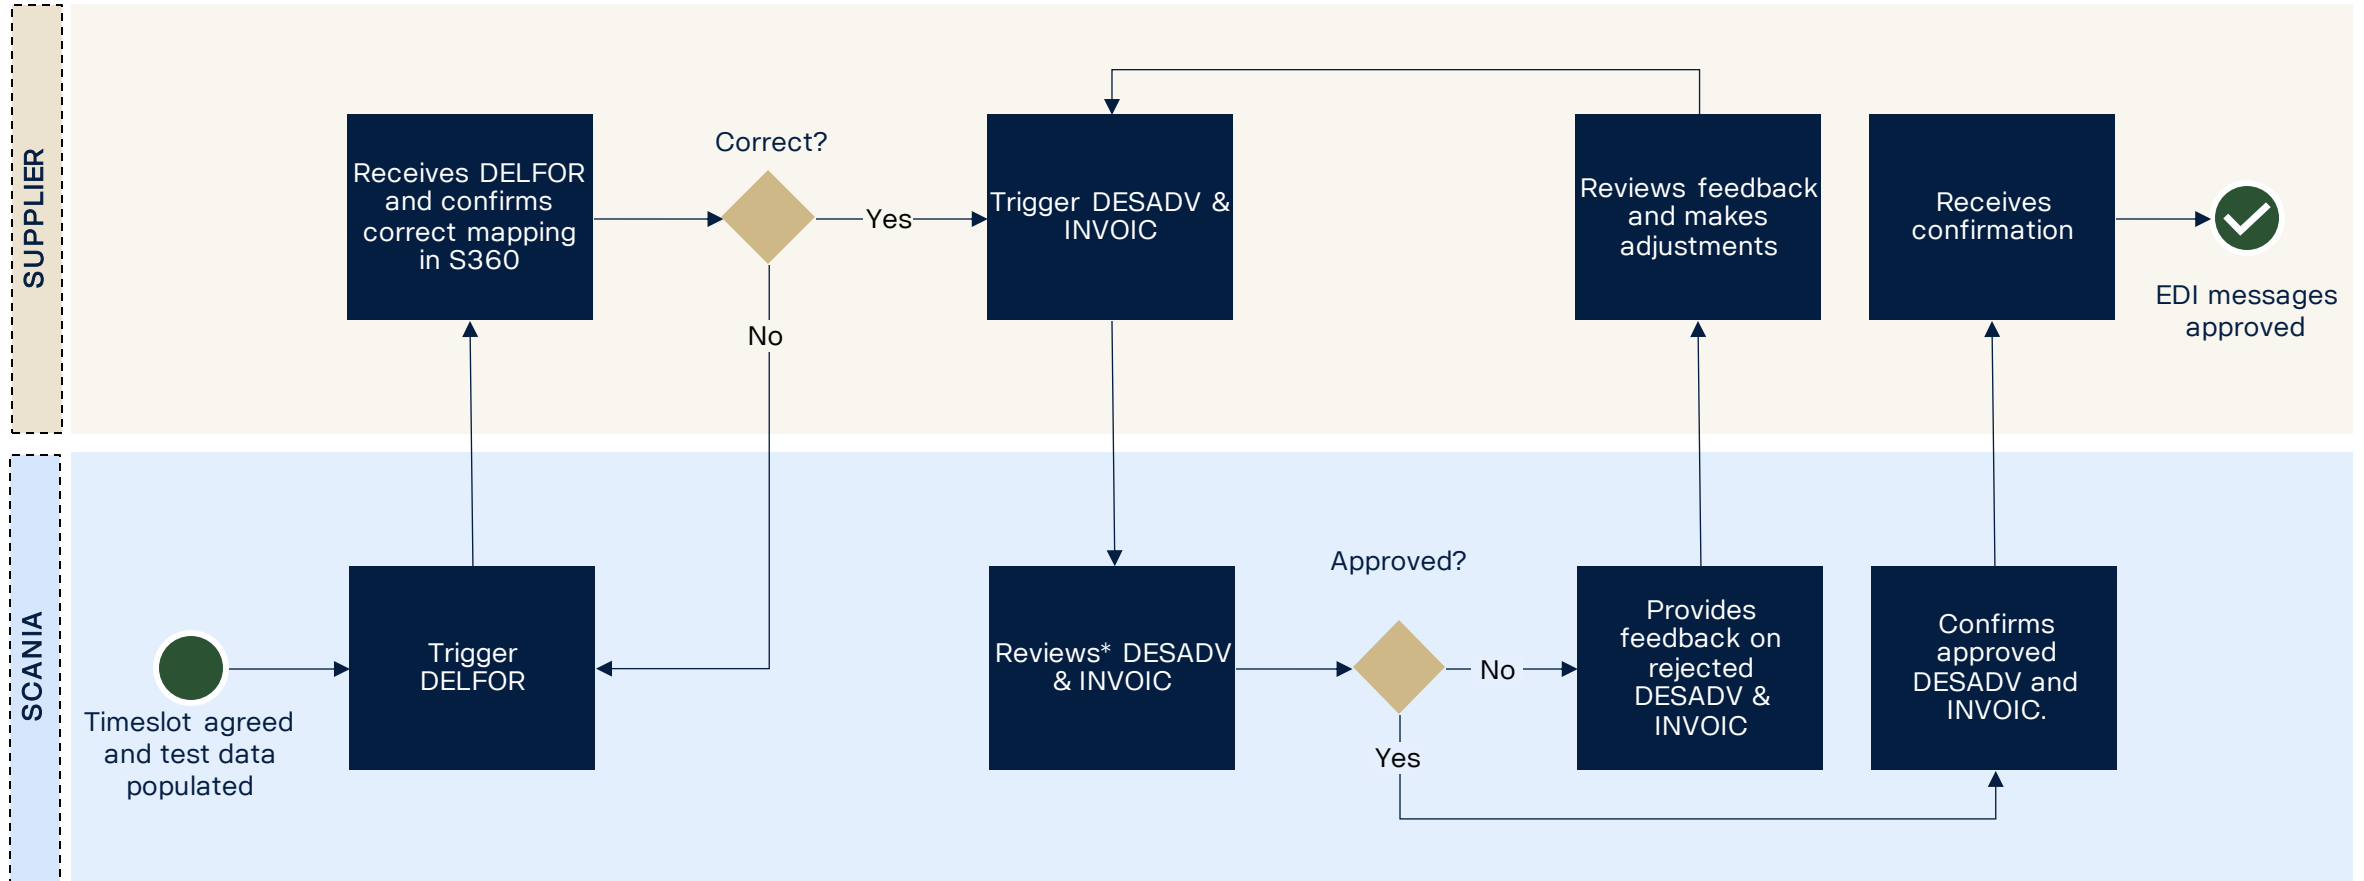 SUPPLIER
Receives DELFOR
and confirms
correct mapping
in S360
Correct?
Yes
No
Trigger DESADV &
INVOIC
Reviews feedback
and makes
adjustments
Receives
confirmation
EDI messages
approved
SCANIA
Timeslot agreed
and test data
populated
Trigger
DELFOR
Reviews* DESADV
& INVOIC
Approved?
No
Yes
Provides
feedback on
rejected
DESADV &
INVOIC
Confirms
approved
DESADV and
INVOIC.